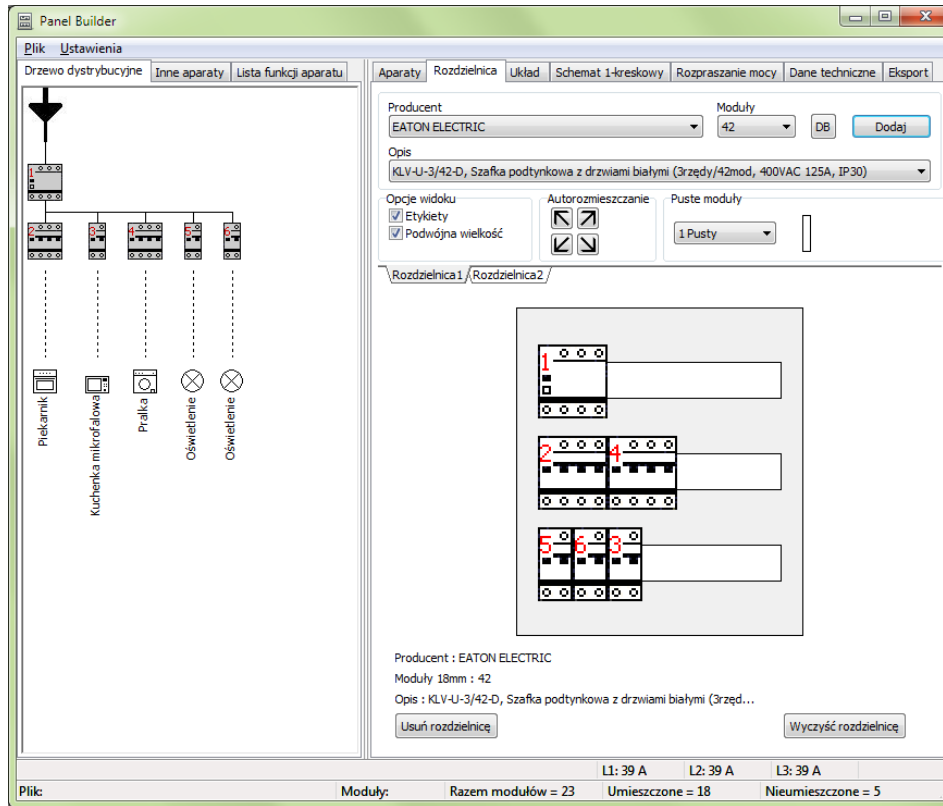 Panel Builder
Plik Ustawienia
Drzewo dystrybucyjne Inne aparaty Lista funkcji aparatu
Aparaty Rozdzielnica Układ Schemat 1-kreskowy Rozpraszanie mocy Dane techniczne Eksport
Producent Moduły
EATON ELECTRIC 42 DB Dodaj
Opis
KLV-U-3/42-D, Szafka podtynkowa z drzwiami białymi (3rzędy/42mod, 400VAC 125A, IP30)
Opcje widoku Autorozmieszczanie Puste moduły
Etykiety
Podwójna wielkość
1 Pusty
Rozdzielnica1 Rozdzielnica2
1
2 3 4 5 6
Piekarnik
Kuchenka mikrofalowa
Pralka
Oświetlenie
Oświetlenie
1
2 4
5 6 3
Producent : EATON ELECTRIC
Moduły 18mm : 42
Opis : KLV-U-3/42-D, Szafka podtynkowa z drzwiami białymi (3rzęd...
Usuń rozdzielnicę Wyczyść rozdzielnicę
L1: 39 A L2: 39 A L3: 39 A
Plik: Moduły: Razem modułów = 23 Umieszczone = 18 Nieumieszczone = 5